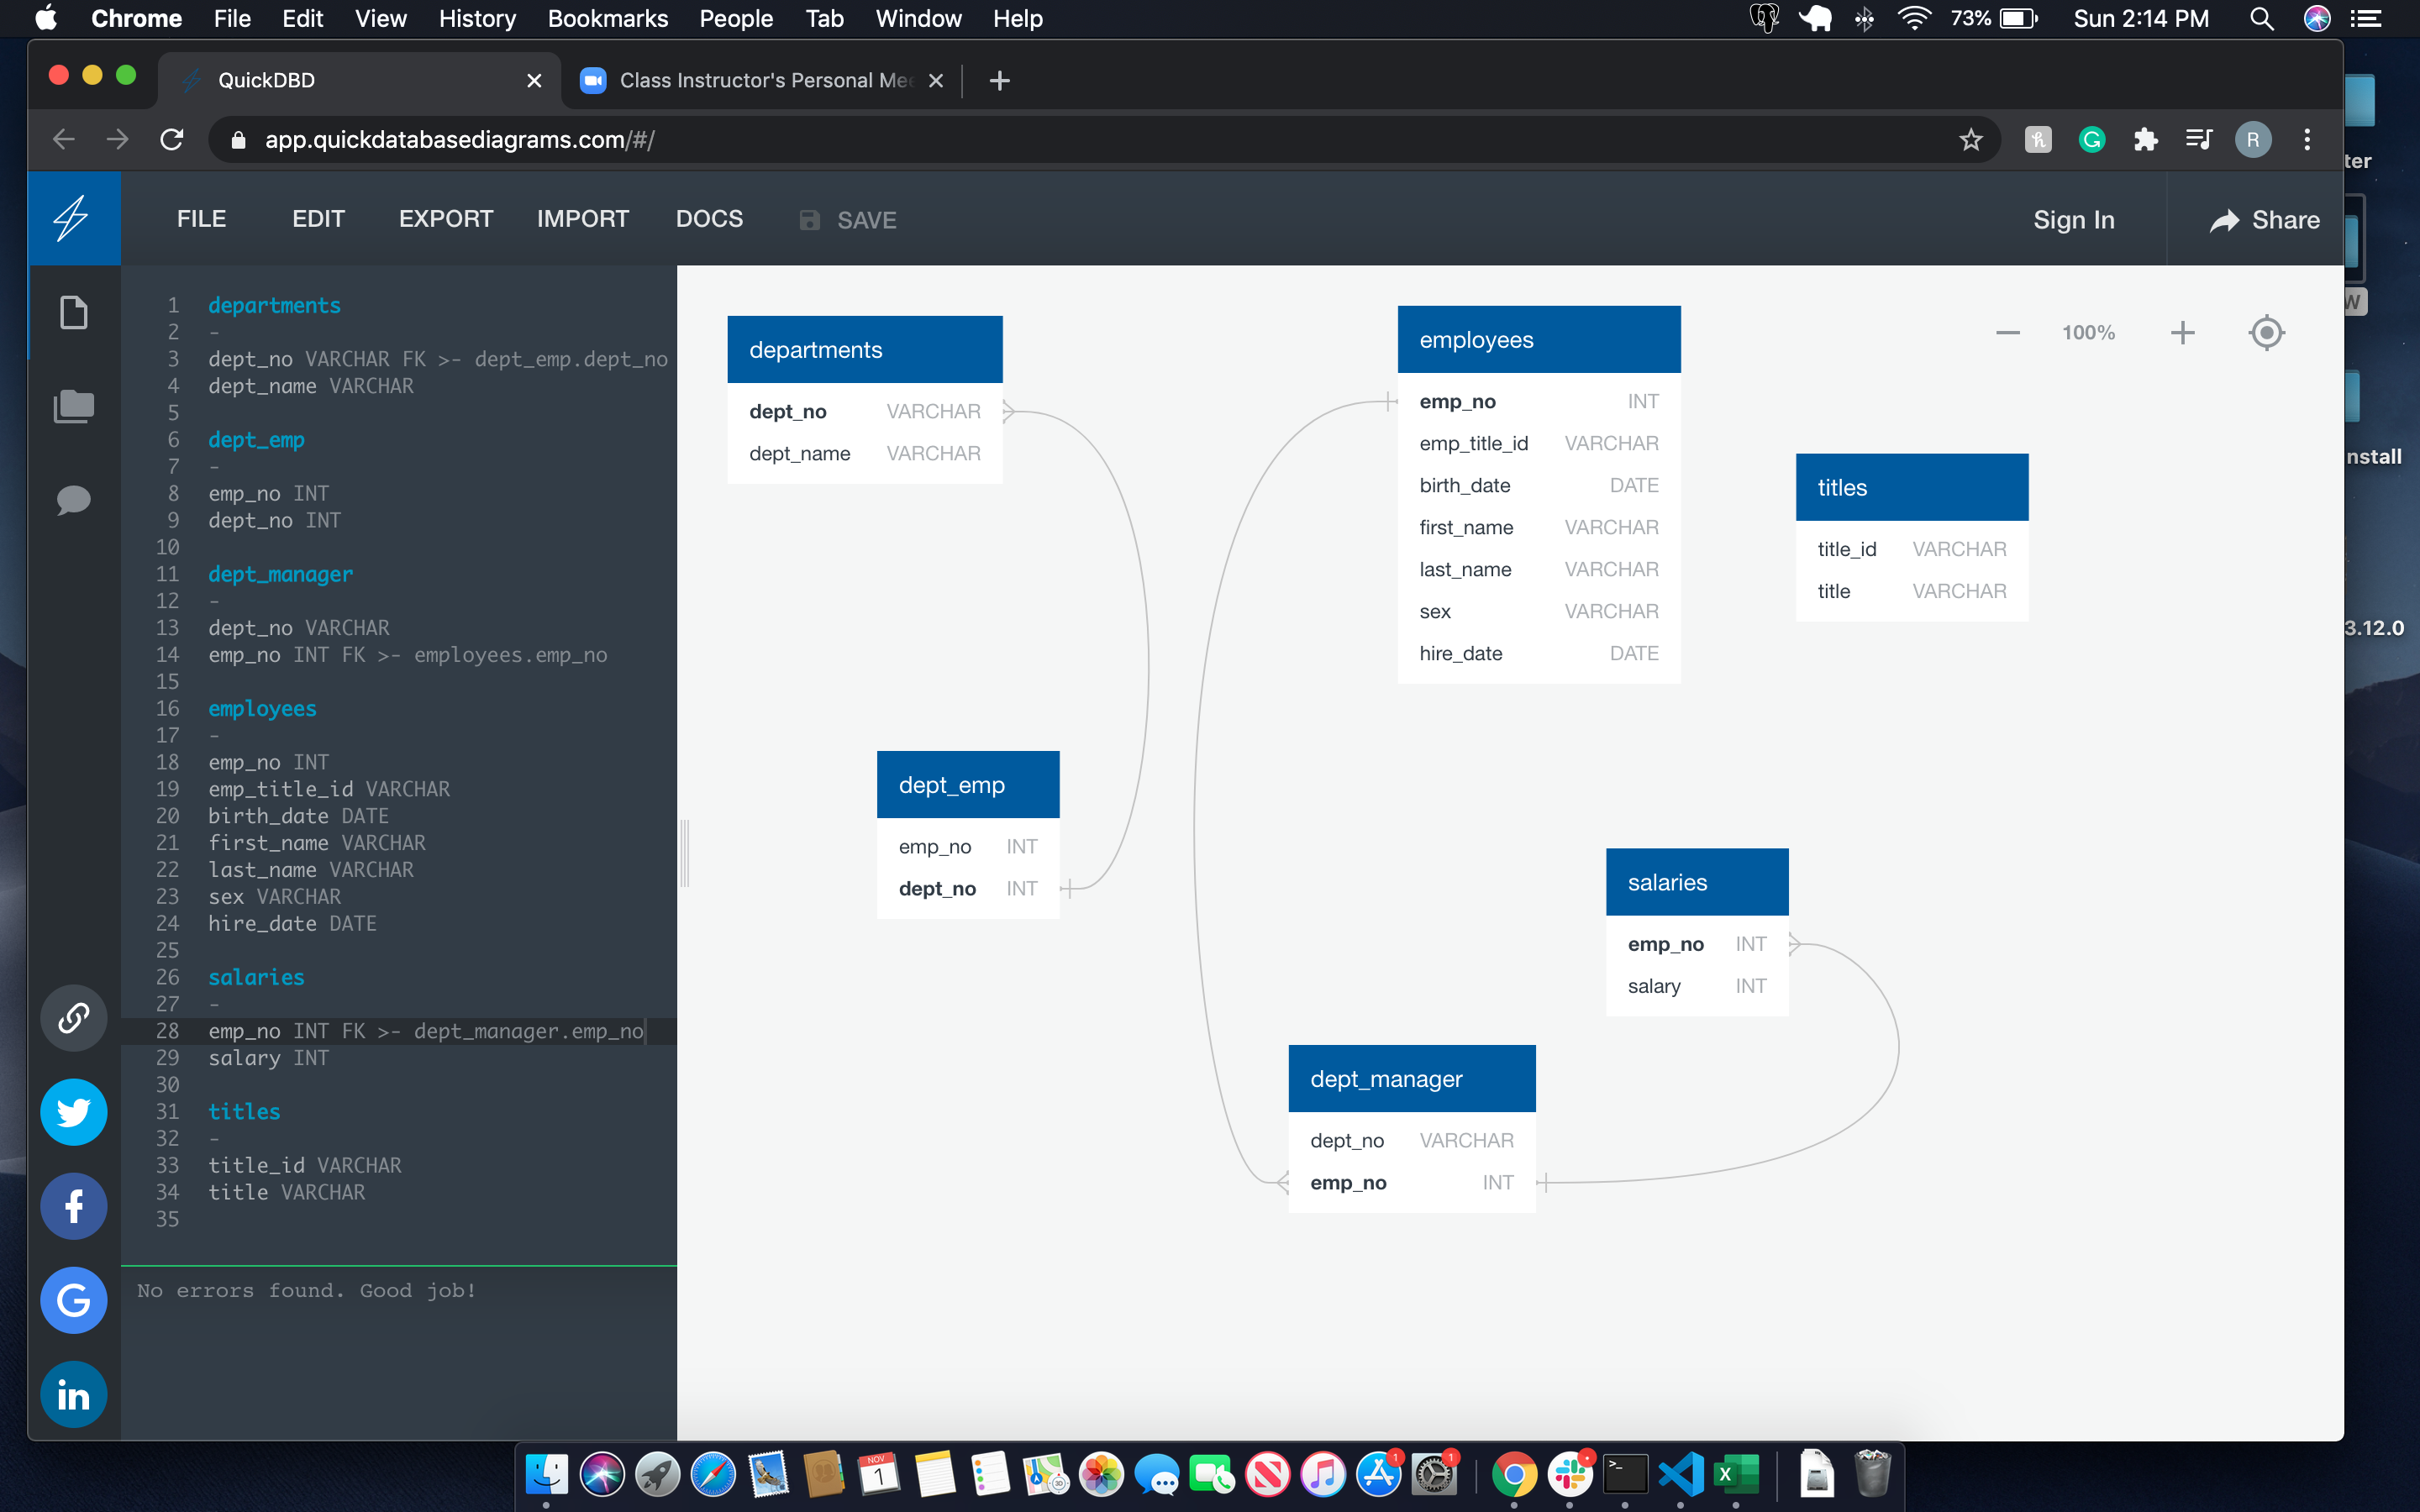 Chrome File Edit View History Bookmarks People Tab Window Help 73% Sun 2:14 PM
QuickDBD Class Instructor's Personal Mee
app.quickdatabasediagrams.com/#/ R
FILE EDIT EXPORT IMPORT DOCS SAVE Sign In Share
1 departments
2 -
3 dept_no VARCHAR FK >- dept_emp.dept_no
4 dept_name VARCHAR
5
6 dept_emp
7 -
8 emp_no INT
9 dept_no INT
10
11 dept_manager
12 -
13 dept_no VARCHAR
14 emp_no INT FK >- employees.emp_no
15
16 employees
17 -
18 emp_no INT
19 emp_title_id VARCHAR
20 birth_date DATE
21 first_name VARCHAR
22 last_name VARCHAR
23 sex VARCHAR
24 hire_date DATE
25
26 salaries
27 -
28 emp_no INT FK >- dept_manager.emp_no
29 salary INT
30
31 titles
32 -
33 title_id VARCHAR
34 title VARCHAR
35
No errors found. Good job!
departments
dept_no VARCHAR
dept_name VARCHAR
employees
emp_no INT
emp_title_id VARCHAR
birth_date DATE
first_name VARCHAR
last_name VARCHAR
sex VARCHAR
hire_date DATE
100%
titles
title_id VARCHAR
title VARCHAR
dept_emp
emp_no INT
dept_no INT
salaries
emp_no INT
salary INT
dept_manager
dept_no VARCHAR
emp_no INT
ter
W
nstall
3.12.0
NOV
1
30
1
1